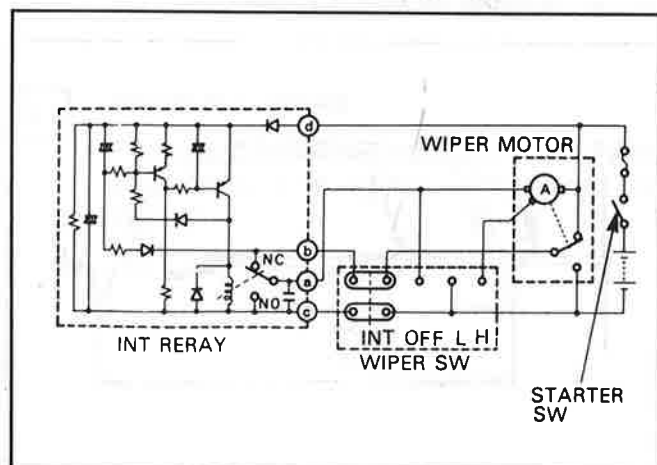 WIPER MOTOR
d
A
b
NC
a
NO
c
INT OFF L H
INT RERAY
WIPER SW
STARTER
SW